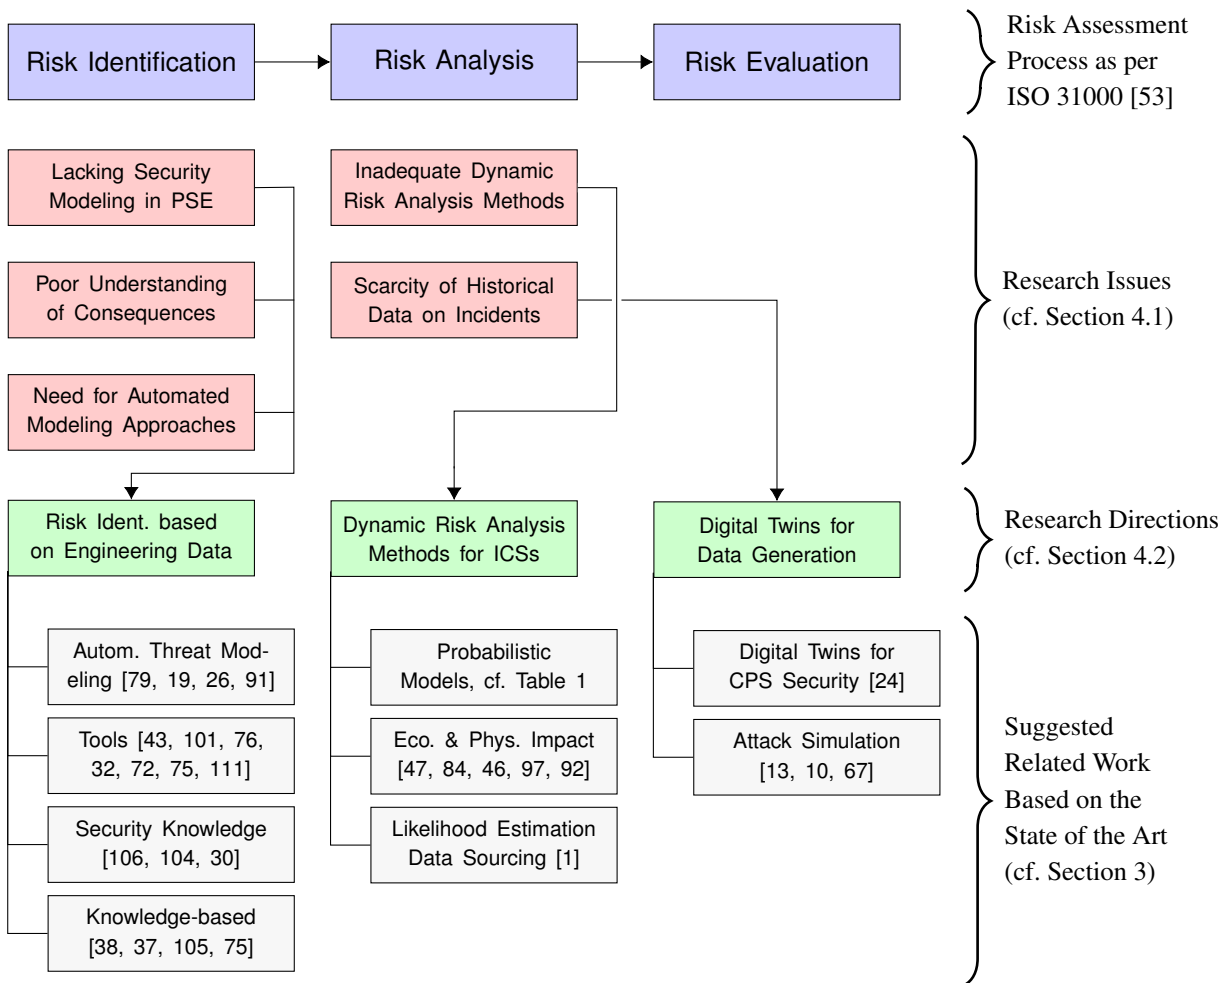 Risk Identification
Risk Analysis
Risk Evaluation
Risk Assessment
Process as per
ISO 31000 [53]
Lacking Security
Modeling in PSE
Inadequate Dynamic
Risk Analysis Methods
Poor Understanding
of Consequences
Scarcity of Historical
Data on Incidents
Need for Automated
Modeling Approaches
Research Issues
(cf. Section 4.1)
Risk Ident. based
on Engineering Data
Dynamic Risk Analysis
Methods for ICSs
Digital Twins for
Data Generation
Research Directions
(cf. Section 4.2)
Autom. Threat Mod-
eling [79, 19, 26, 91]
Tools [43, 101, 76,
32, 72, 75, 111]
Security Knowledge
[106, 104, 30]
Knowledge-based
[38, 37, 105, 75]
Probabilistic
Models, cf. Table 1
Eco. & Phys. Impact
[47, 84, 46, 97, 92]
Likelihood Estimation
Data Sourcing [1]
Digital Twins for
CPS Security [24]
Attack Simulation
[13, 10, 67]
Suggested
Related Work
Based on the
State of the Art
(cf. Section 3)